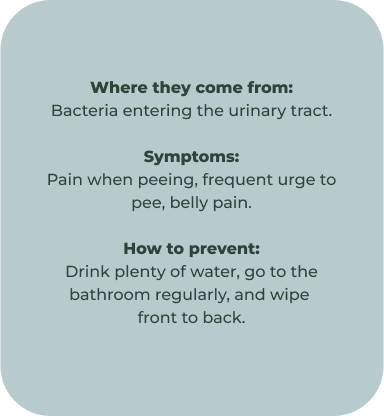 Where they come from:
Bacteria entering the urinary tract.
Symptoms:
Pain when peeing, frequent urge to
pee, belly pain.
How to prevent:
Drink plenty of water, go to the
bathroom regularly, and wipe
front to back.